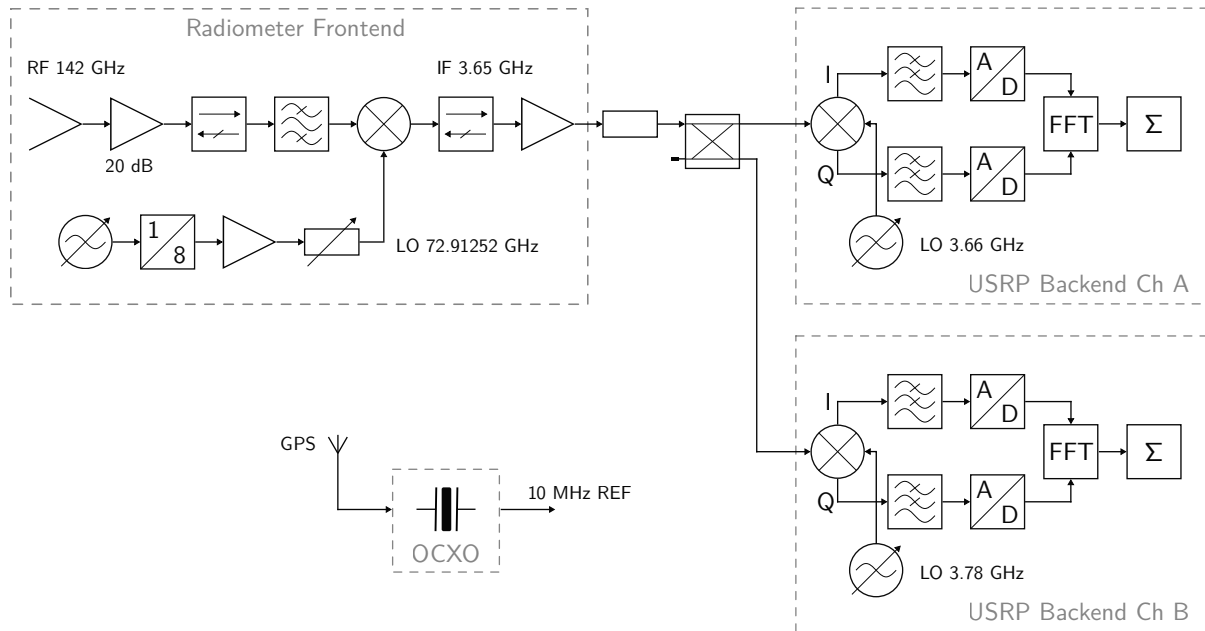 Radiometer Frontend
RF 142 GHz
IF 3.65 GHz
20 dB
1
8
LO 72.91252 GHz
I
Q
A
D
A
D
FFT
Σ
LO 3.66 GHz
USRP Backend Ch A
I
Q
A
D
A
D
FFT
Σ
LO 3.78 GHz
USRP Backend Ch B
GPS
10 MHz REF
OCXO